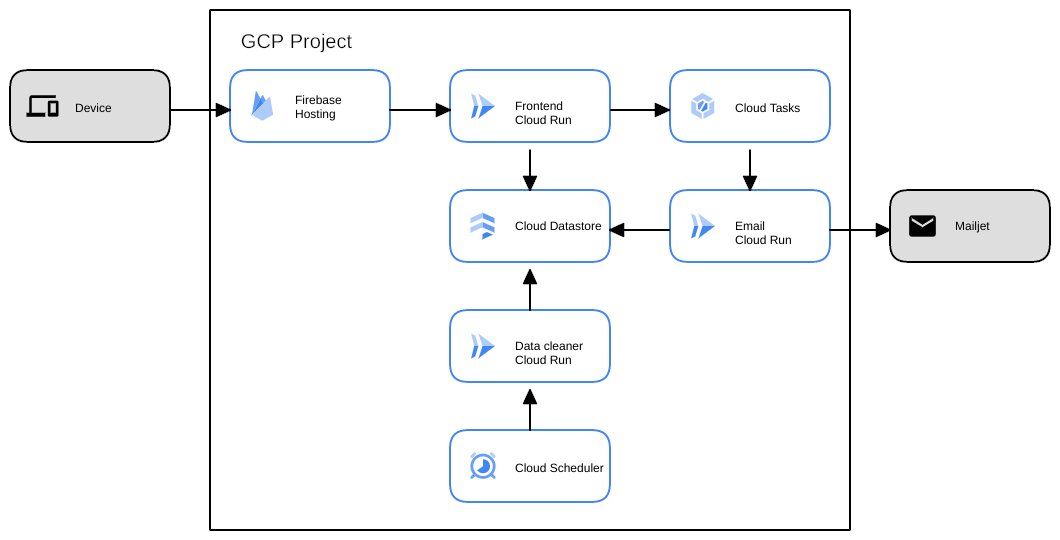 GCP Project
Device
Firebase
Hosting
Frontend
Cloud Run
Cloud Tasks
Cloud Datastore
Email
Cloud Run
Mailjet
Data cleaner
Cloud Run
Cloud Scheduler